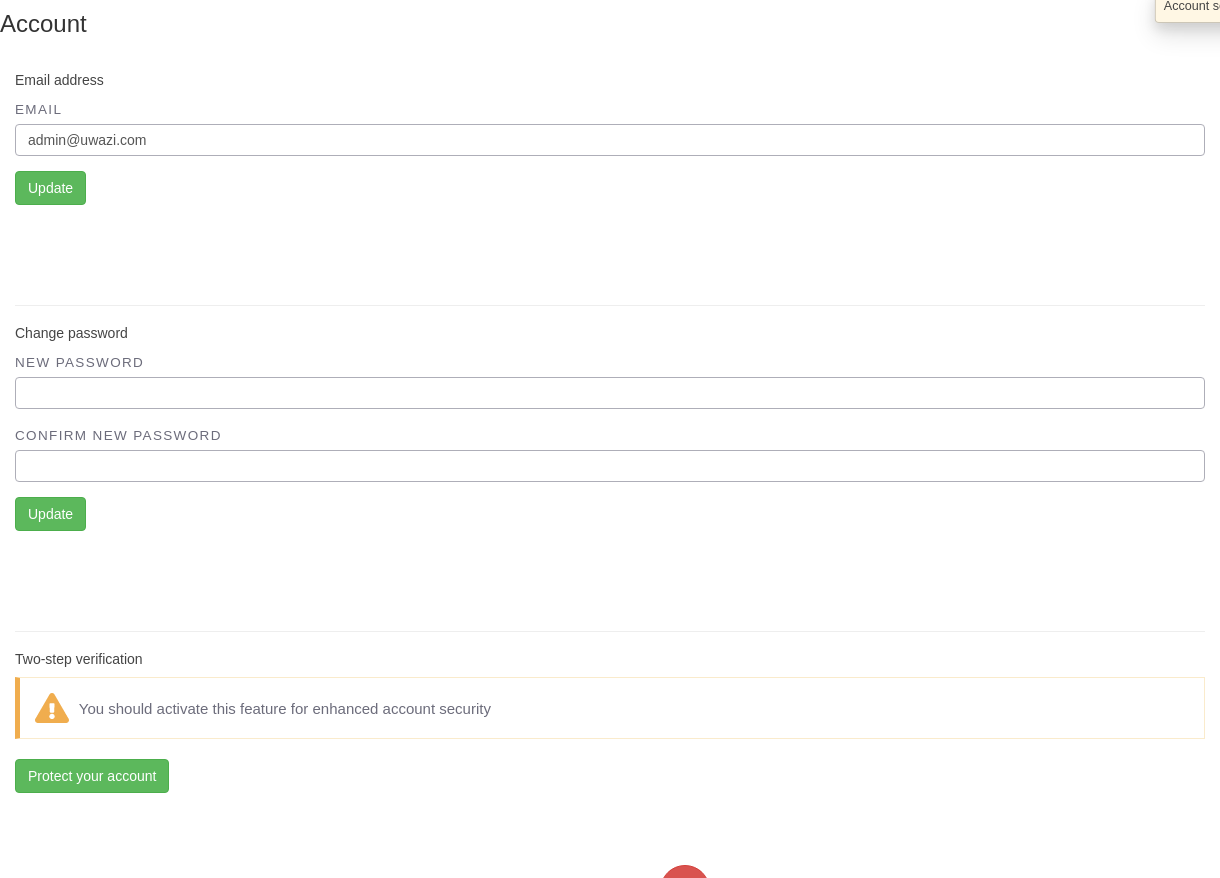 Account
Account
Email address
EMAIL
admin@uwazi.com
Update
Change password
NEW PASSWORD
CONFIRM NEW PASSWORD
Update
Two-step verification
You should activate this feature for enhanced account security
Protect your account